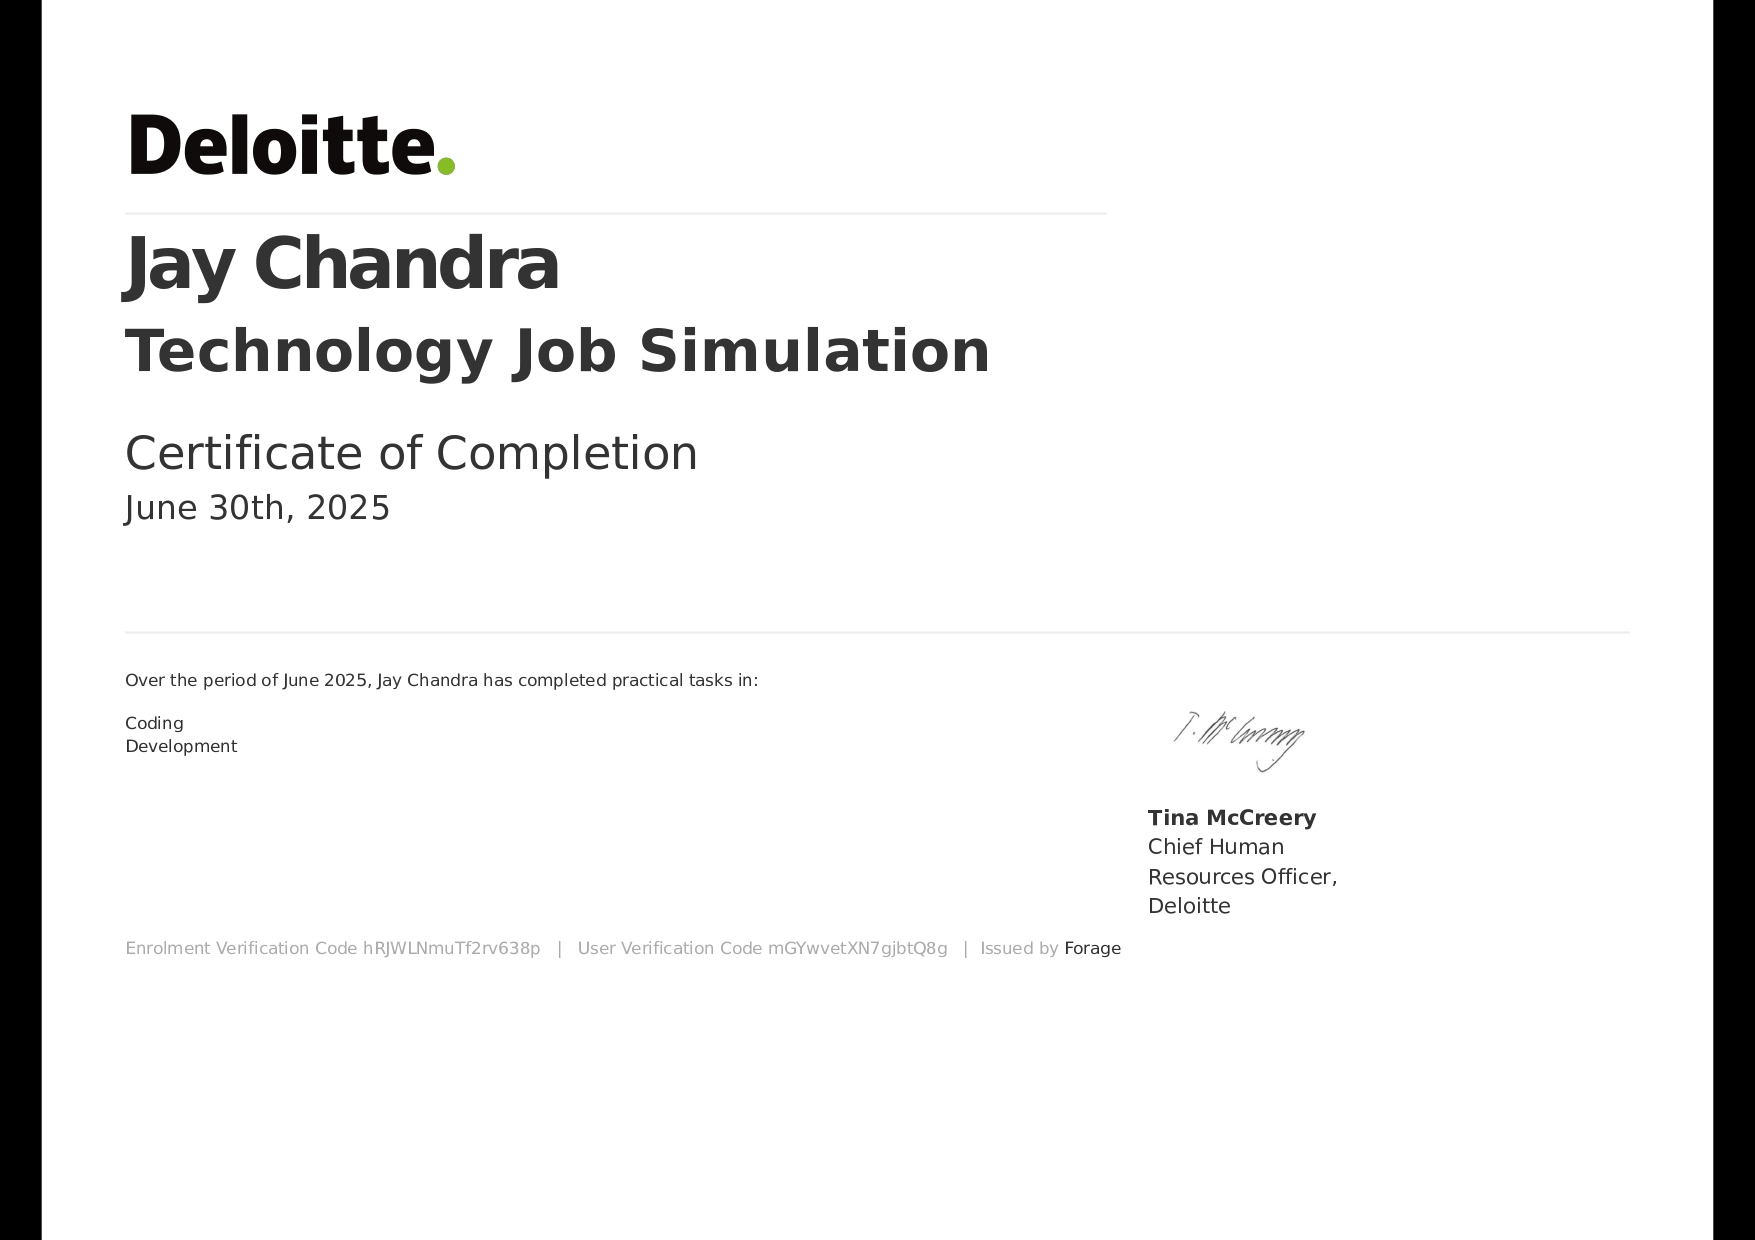 Deloitte.
Jay Chandra
Technology Job Simulation
Certificate of Completion
June 30th, 2025
Over the period of June 2025, Jay Chandra has completed practical tasks in:
Coding
Development
T. McCreery
Tina McCreery
Chief Human
Resources Officer,
Deloitte
Enrolment Verification Code hRJWLNmuTf2rv638p | User Verification Code mGYwvetXN7gjbtQ8g | Issued by Forage